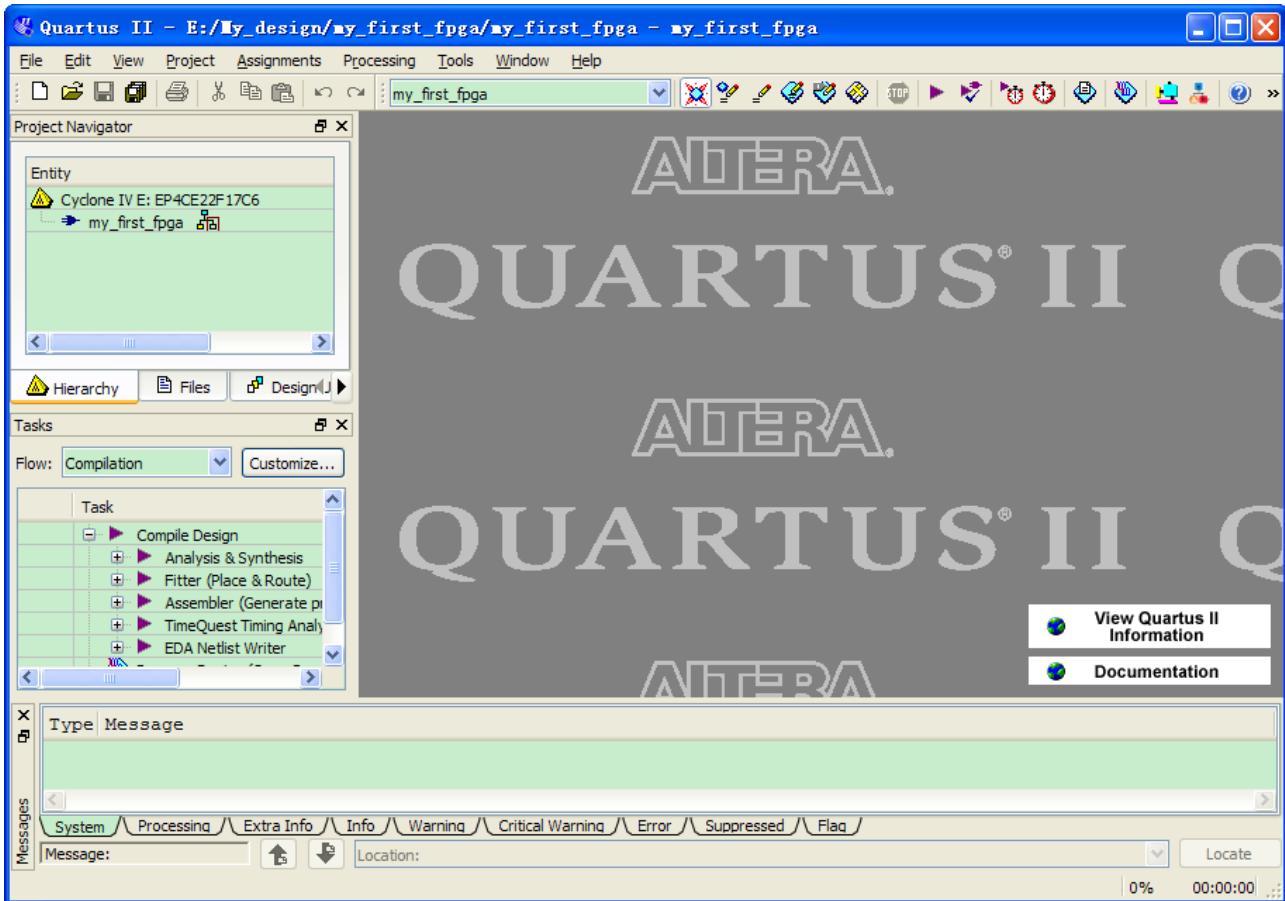 Quartus II - E:/My_design/my_first_fpga/my_first_fpga - my_first_fpga
File Edit View Project Assignments Processing Tools Window Help
my_first_fpga
STOP
»
Project Navigator
Entity
Cyclone IV E: EP4CE22F17C6
my_first_fpga
Hierarchy Files Design U
Tasks
Flow: Compilation Customize...
Task
Compile Design
Analysis & Synthesis
Fitter (Place & Route)
Assembler (Generate pr
TimeQuest Timing Analy
EDA Netlist Writer
ALTERA.
QUARTUS® II Q
ALTERA.
QUARTUS® II Q
ALTERA
View Quartus II
Information
Documentation
Type Message
Messages
System Processing Extra Info Info Warning Critical Warning Error Suppressed Flag
Message: Location: Locate
0% 00:00:00